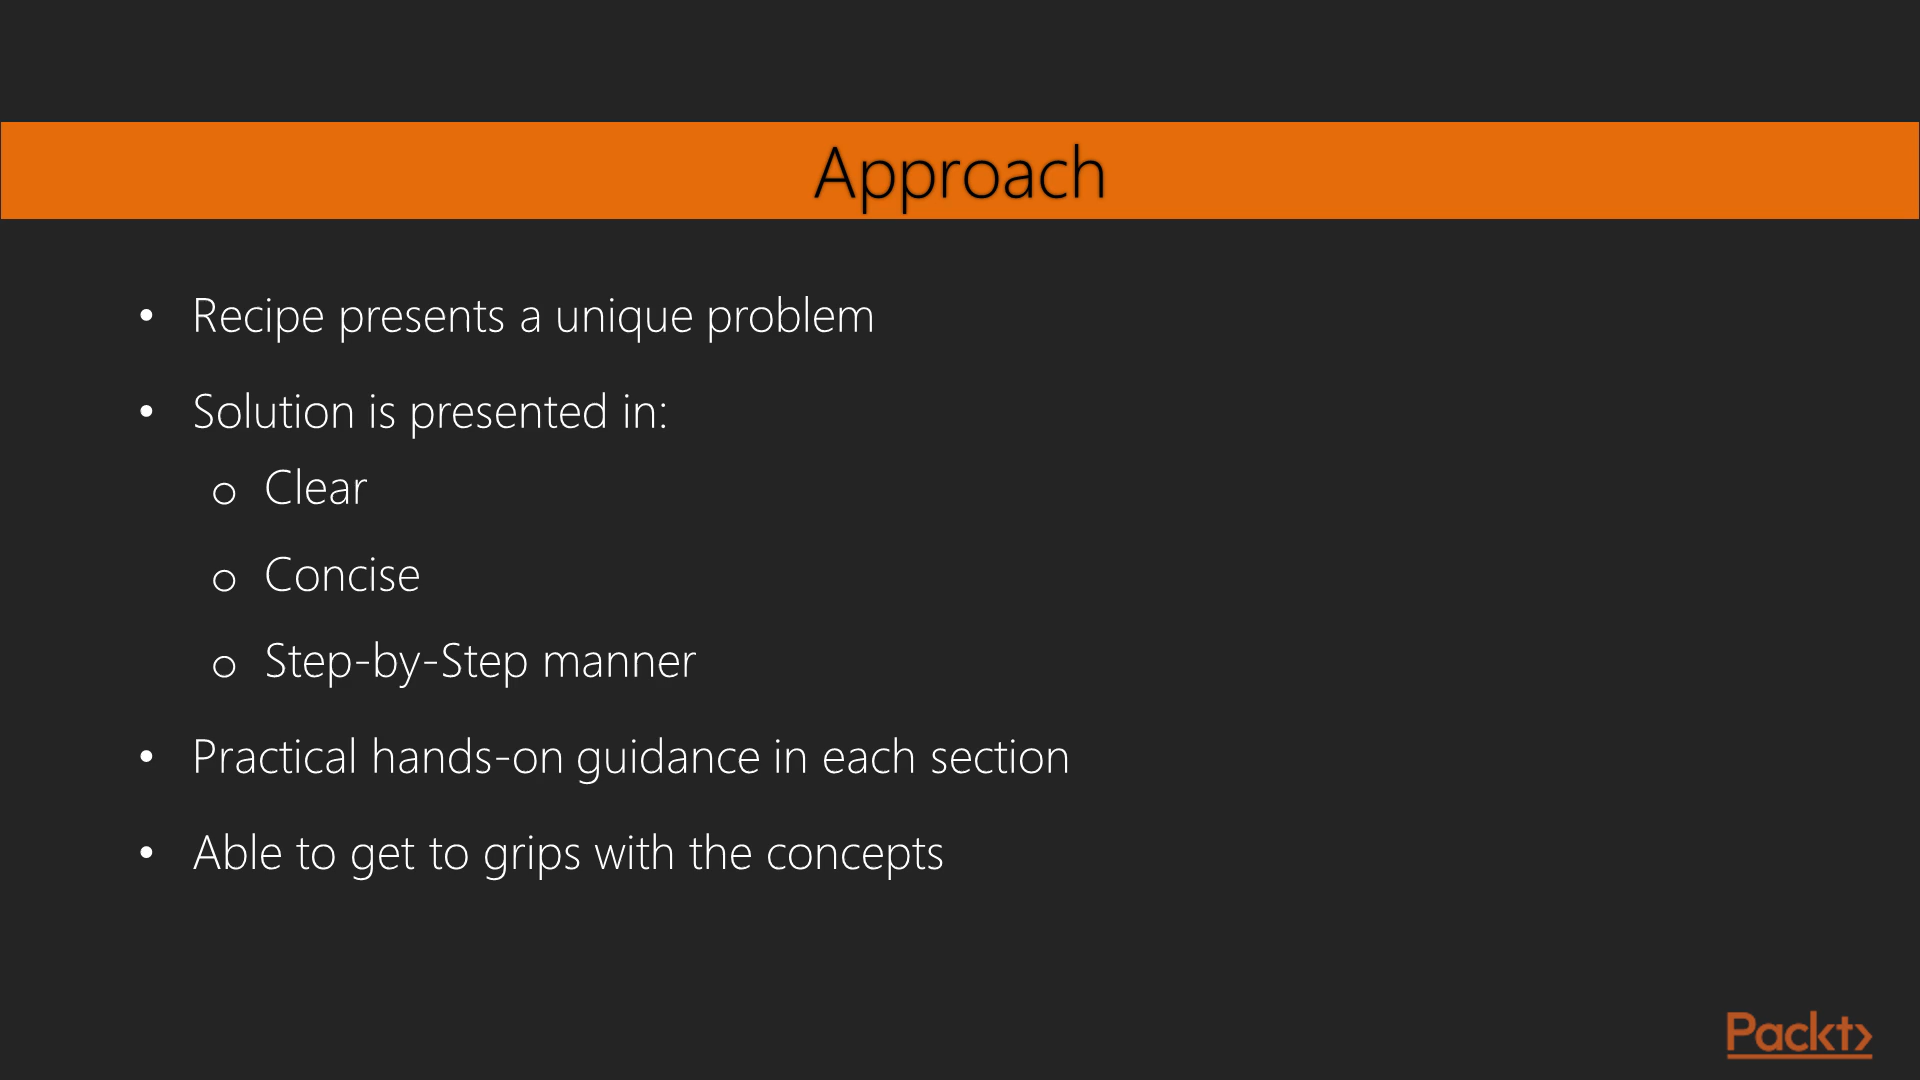 Approach
• Recipe presents a unique problem
• Solution is presented in:
o Clear
o Concise
o Step-by-Step manner
• Practical hands-on guidance in each section
• Able to get to grips with the concepts
Packt>